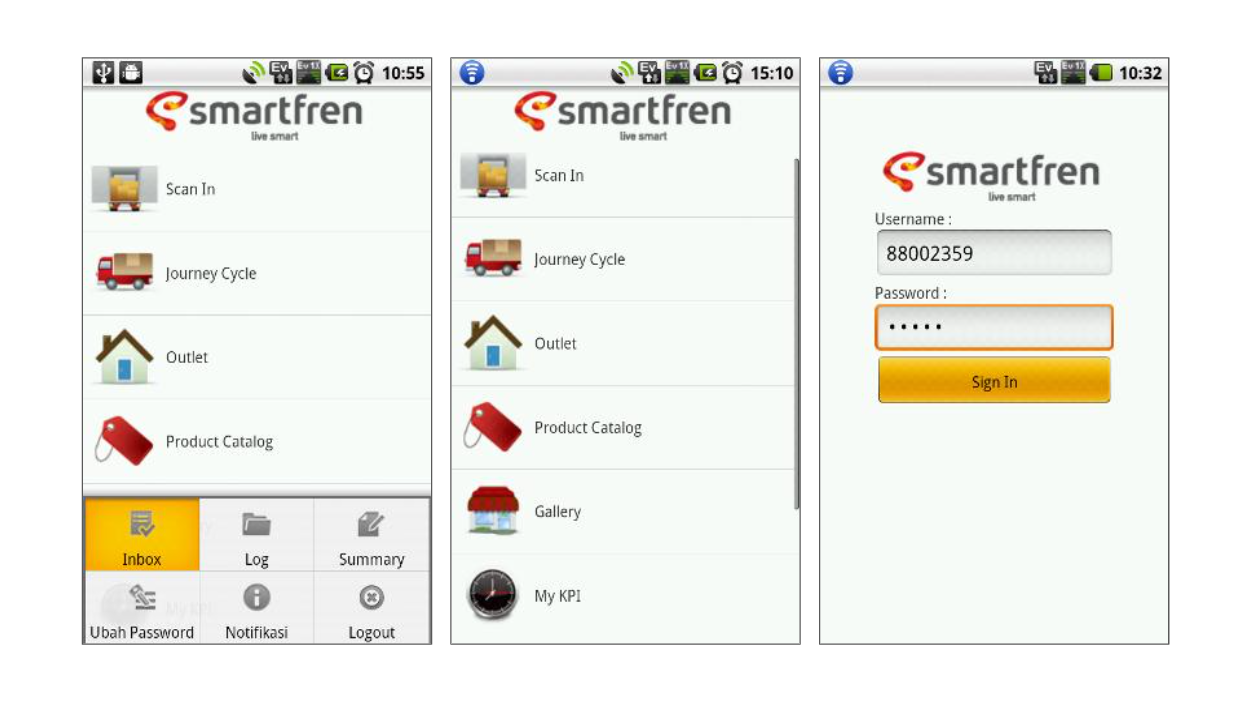 10:55
smartfren
live smart
Scan In
Journey Cycle
Outlet
Product Catalog
Inbox
Log
Summary
My KPI
Ubah Password
Notifikasi
Logout
15:10
smartfren
live smart
Scan In
Journey Cycle
Outlet
Product Catalog
Gallery
My KPI
10:32
smartfren
live smart
Username :
88002359
Password :
Sign In